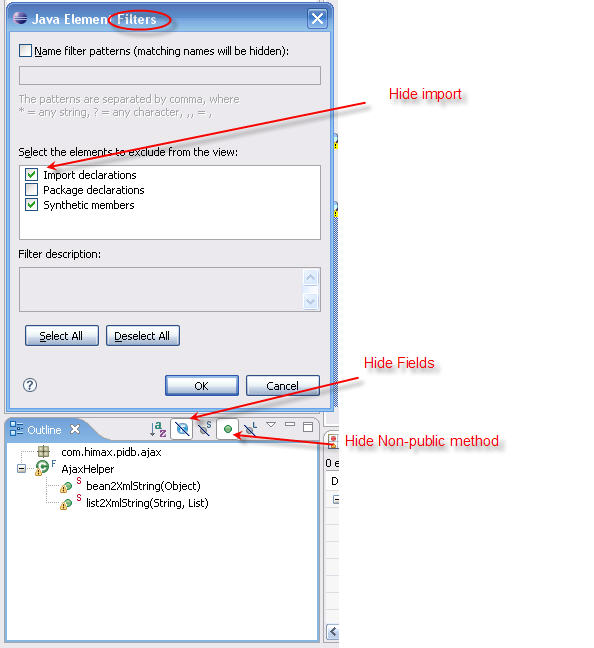 Java Element Filters
Name filter patterns (matching names will be hidden):
The patterns are separated by comma, where
* = any string, ? = any character, ,, = ,
Hide import
Select the elements to exclude from the view:
Import declarations
Package declarations
Synthetic members
Filter description:
Select All
Deselect All
OK
Cancel
Hide Fields
Outline
Hide Non-public method
com.himax.pidb.ajax
AjaxHelper
bean2XmlString(Object)
list2XmlString(String, List)
0 e
D